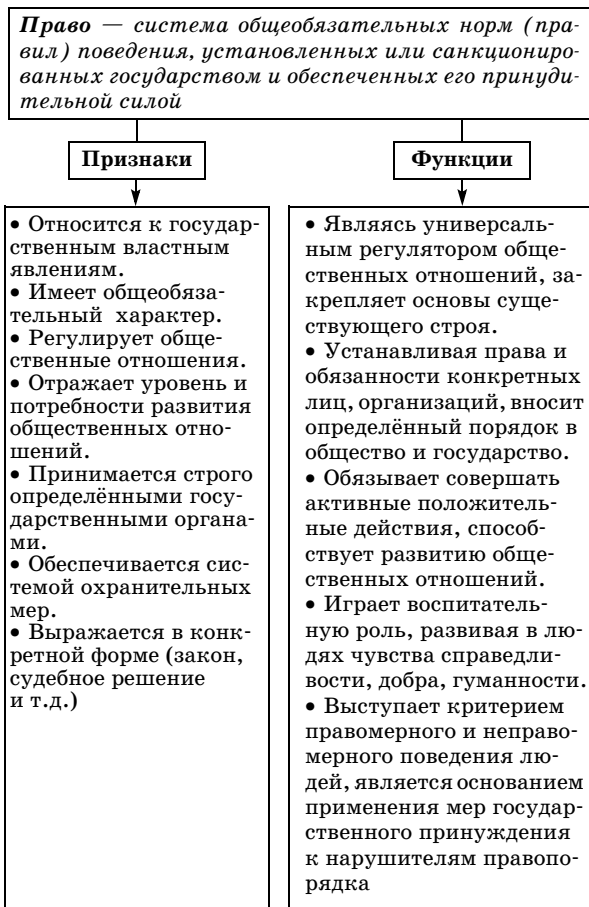 Право — система общеобязательных норм (пра-
вил) поведения, установленных или санкциониро-
ванных государством и обеспеченных его принуди-
тельной силой
Признаки
• Относится к государ-
ственным властным
явлениям.
• Имеет общеобяза-
тельный характер.
• Регулирует обще-
ственные отношения.
• Отражает уровень и
потребности развития
общественных отно-
шений.
• Принимается строго
определёнными госу-
дарственными органа-
ми.
• Обеспечивается сис-
темой охранительных
мер.
• Выражается в конк-
ретной форме (закон,
судебное решение
и т.д.)
Функции
• Являясь универсаль-
ным регулятором обще-
ственных отношений, за-
крепляет основы суще-
ствующего строя.
• Устанавливая права и
обязанности конкретных
лиц, организаций, вносит
определённый порядок в
общество и государство.
• Обязывает совершать
активные положитель-
ные действия, способ-
ствует развитию обще-
ственных отношений.
• Играет воспитатель-
ную роль, развивая в лю-
дях чувства справедли-
вости, добра, гуманности.
• Выступает критерием
правомерного и неправо-
мерного поведения лю-
дей, является основанием
применения мер государ-
ственного принуждения
к нарушителям правопо-
рядка